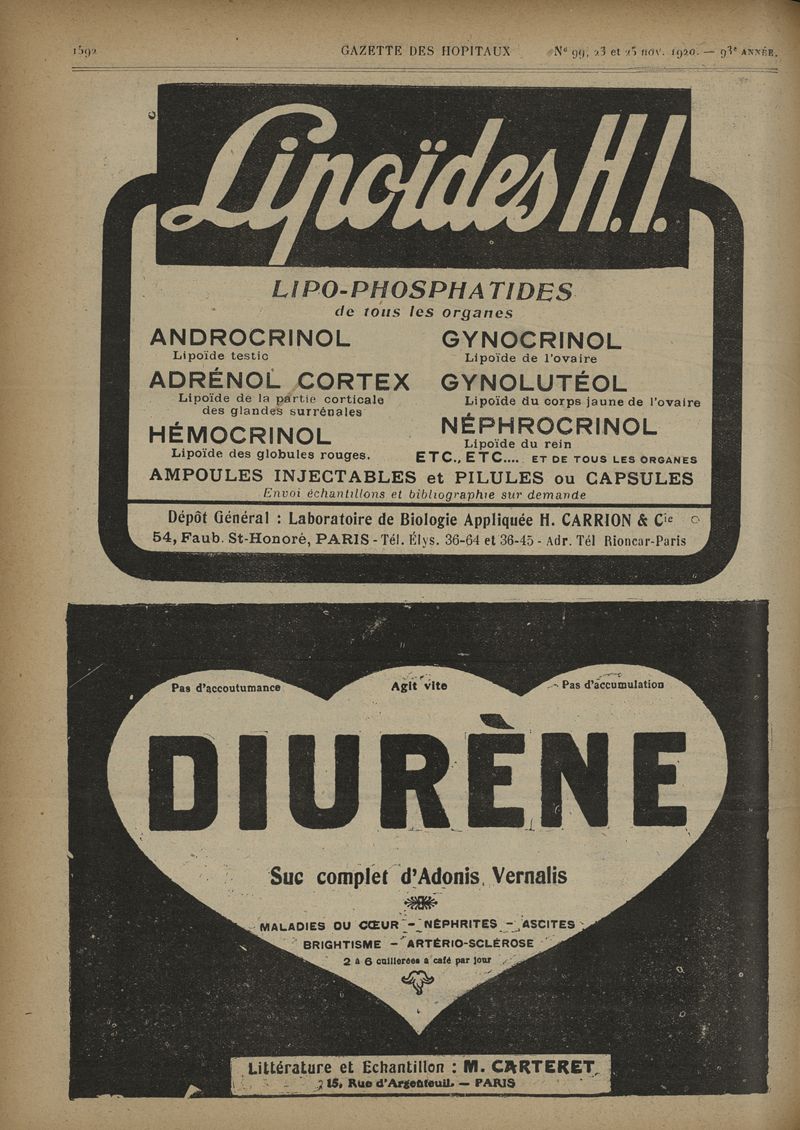 1592 GAZETTE DES HOPITAUX Nº 99, 23 et 25 nov. 1920. — 93e ANNÉE.
Lipoïdes H.I.
LIPO-PHOSPHATIDES
de tous les organes
ANDROCRINOL
Lipoïde testic
ADRÉNOL CORTEX
Lipoïde de la partie corticale
des glandes surrénales
HÉMOCRINOL
Lipoïde des globules rouges.
GYNOCRINOL
Lipoïde de l'ovaire
GYNOLUTÉOL
Lipoïde du corps jaune de l'ovaire
NÉPHROCRINOL
Lipoïde du rein
ETC., ETC.... ET DE TOUS LES ORGANES
AMPOULES INJECTABLES et PILULES ou CAPSULES
Envoi échantillons et bibliographie sur demande
Dépôt Général : Laboratoire de Biologie Appliquée H. CARRION & Cie
54, Faub. St-Honoré, PARIS - Tél. Élys. 36-64 et 36-45 - Adr. Tél Rioncar-Paris
Pas d'accoutumance Agit vite Pas d'accumulation
DIURÈNE
Suc complet d'Adonis Vernalis
MALADIES DU CŒUR - NÉPHRITES - ASCITES
BRIGHTISME - ARTÉRIO-SCLÉROSE
2 à 6 cuillerées à café par jour
Littérature et Echantillon : M. CARTERET
15, Rue d'Argenteuil. — PARIS